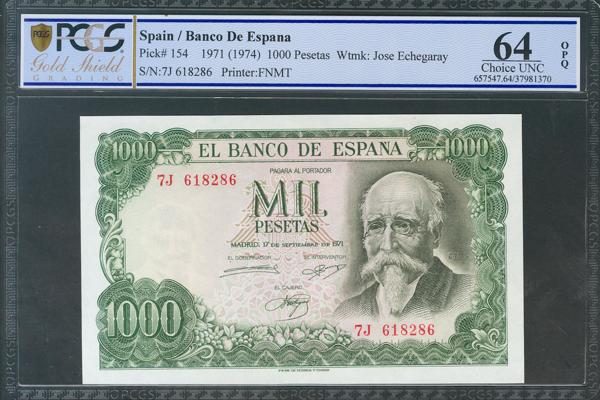 PCGS
Gold Shield
GRADING
Spain / Banco De Espana
Pick# 154 1971 (1974) 1000 Pesetas Wtmk: Jose Echegaray
S/N:7J 618286 Printer:FNMT
64
Choice UNC
657547.64/37981370
OPQ
1000
1000
EL BANCO DE ESPAÑA
PAGARA AL PORTADOR
7J 618286
MIL
PESETAS
MADRID, 17 DE SEPTIEMBRE DE 1971
EL GOBERNADOR
EL INTERVENTOR
EL CAJERO
1000
7J 618286